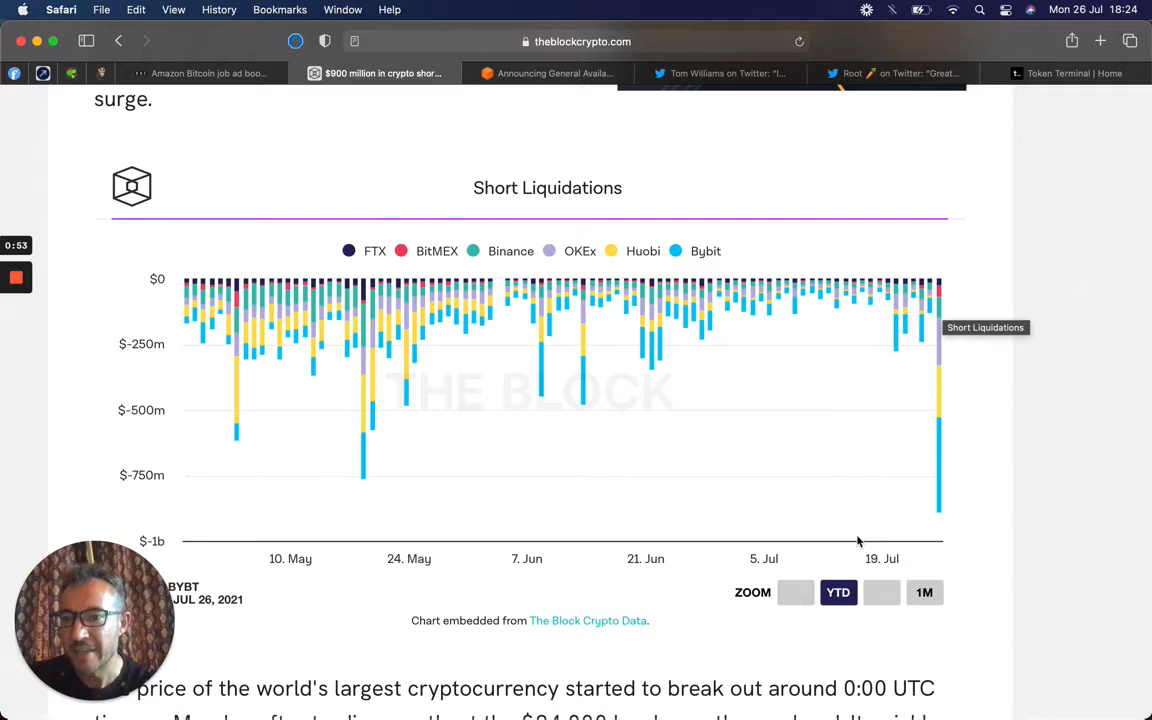 Safari File Edit View History Bookmarks Window Help Mon 26 Jul 18:24
theblockcrypto.com
Amazon Bitcoin job ad boo... $900 million in crypto shor... Announcing General Availa... Tom Williams on Twitter: "I... Root 🥕 on Twitter: "Great... Token Terminal | Home
surge.
Short Liquidations
0:53
FTX BitMEX Binance OKEx Huobi Bybit
$0
Short Liquidations
$-250m
THE BLOCK
$-500m
$-750m
$-1b
10. May 24. May 7. Jun 21. Jun 5. Jul 19. Jul
BYBT
JUL 26, 2021
ZOOM YTD 1M
Chart embedded from The Block Crypto Data.
price of the world's largest cryptocurrency started to break out around 0:00 UTC